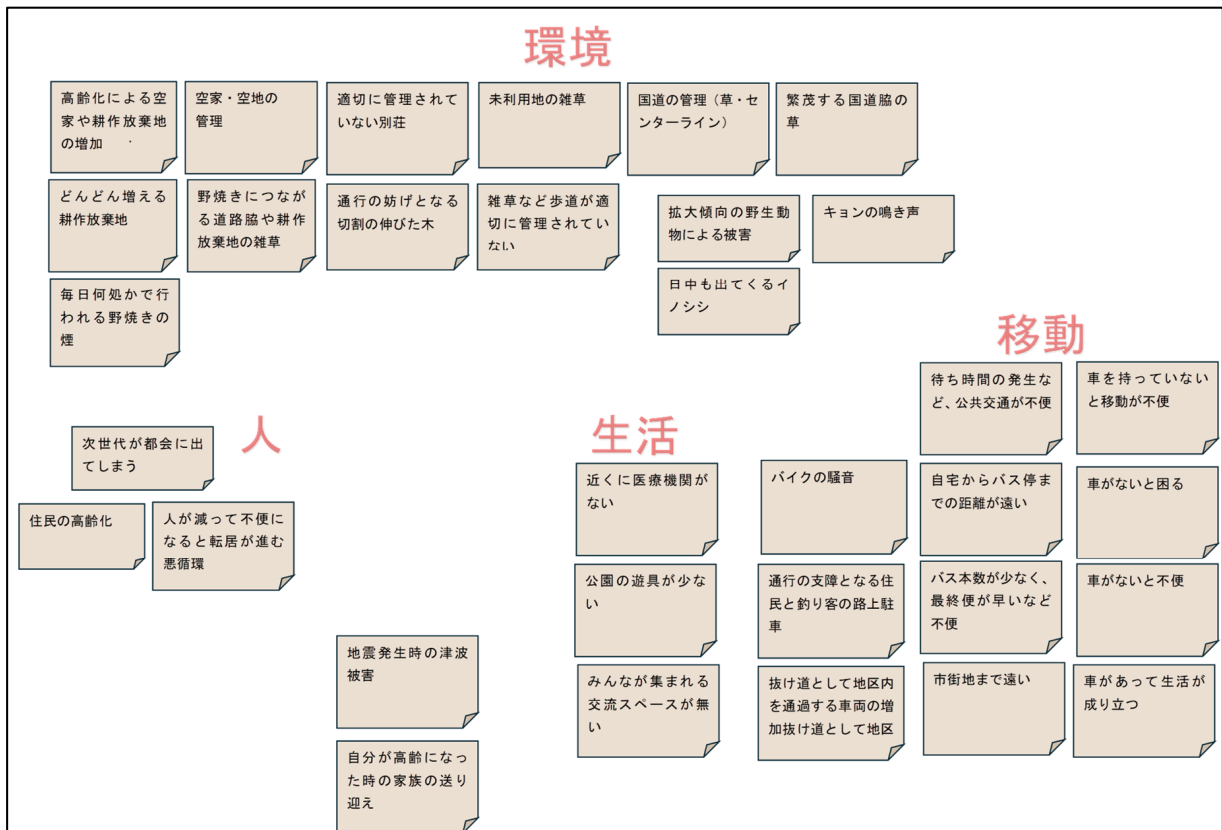 環境
高齢化による空
家や耕作放棄地
の増加
空家・空地の
管理
適切に管理されて
いない別荘
未利用地の雑草
国道の管理（草・セ
ンターライン）
繁茂する国道脇の
草
どんどん増える
耕作放棄地
野焼きにつなが
る道路脇や耕作
放棄地の雑草
通行の妨げとなる
切割の伸びた木
雑草など歩道が適
切に管理されてい
ない
拡大傾向の野生動
物による被害
キョンの鳴き声
毎日何処かで行
われる野焼きの
煙
日中も出てくるイ
ノシシ
移動
待ち時間の発生な
ど、公共交通が不便
車を持っていない
と移動が不便
自宅からバス停ま
での距離が遠い
車がないと困る
バス本数が少なく、
最終便が早いなど
不便
車がないと不便
市街地まで遠い
車があって生活が
成り立つ
人
次世代が都会に出
てしまう
住民の高齢化
人が減って不便に
なると転居が進む
悪循環
生活
近くに医療機関が
ない
バイクの騒音
公園の遊具が少な
い
通行の支障となる住
民と釣り客の路上駐
車
みんなが集まれる
交流スペースが無
い
抜け道として地区内
を通過する車両の増
加抜け道として地区
地震発生時の津波
被害
自分が高齢になっ
た時の家族の送り
迎え